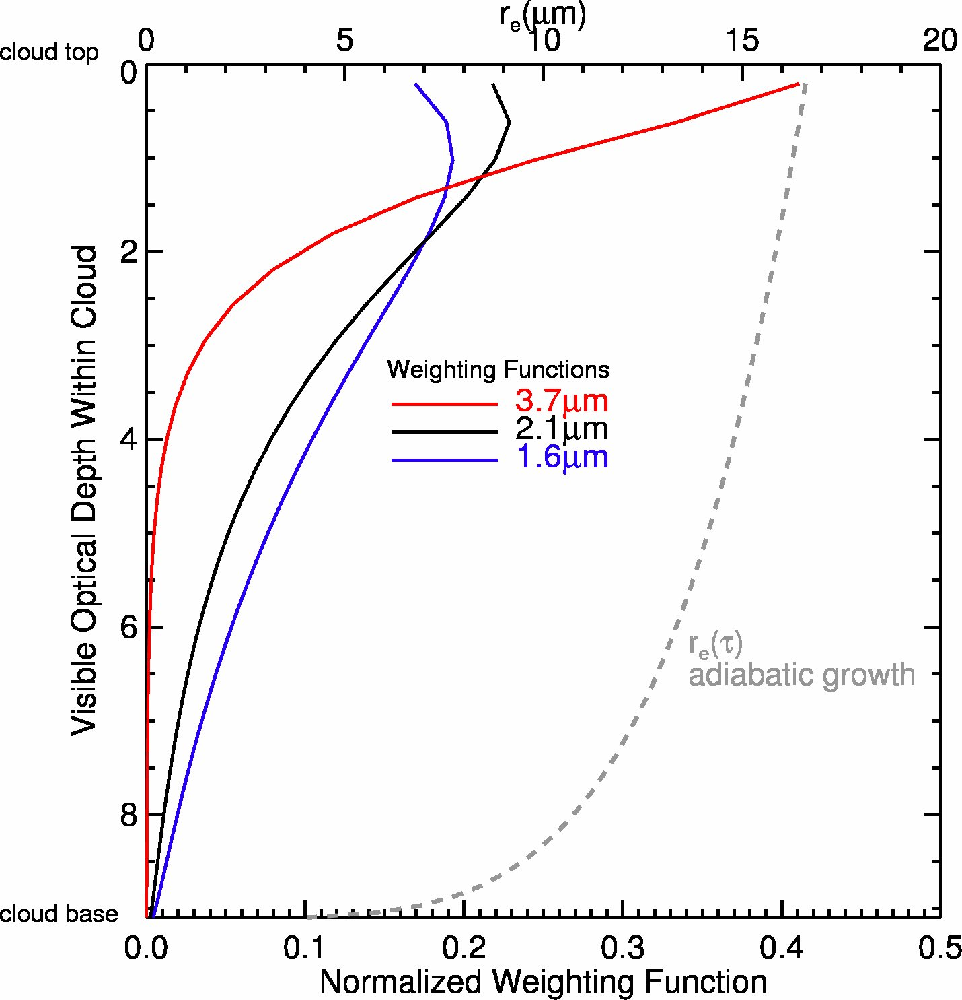 r_e(μm)
0 5 10 15 20
cloud top
0
2
4
6
8
Visible Optical Depth Within Cloud
Weighting Functions
3.7μm
2.1μm
1.6μm
r_e(τ)
adiabatic growth
cloud base
0.0 0.1 0.2 0.3 0.4 0.5
Normalized Weighting Function